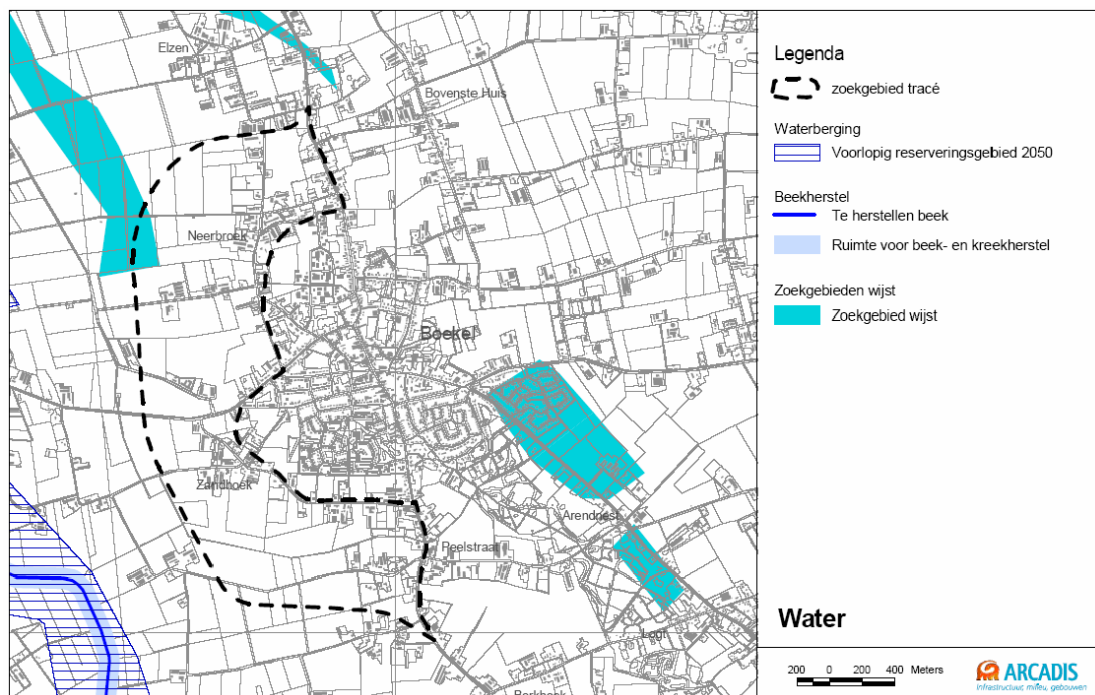 Elzen
Bovenste Huis
Neerbroek
Boekel
Zandhoek
Arendnest
Peelstraat
Logt
Berkhoek
Legenda
zoekgebied tracé
Waterberging
Voorlopig reserveringsgebied 2050
Beekherstel
Te herstellen beek
Ruimte voor beek- en kreekherstel
Zoekgebieden wijst
Zoekgebied wijst
Water
200 0 200 400 Meters
ARCADIS
Infrastructuur, milieu, gebouwen